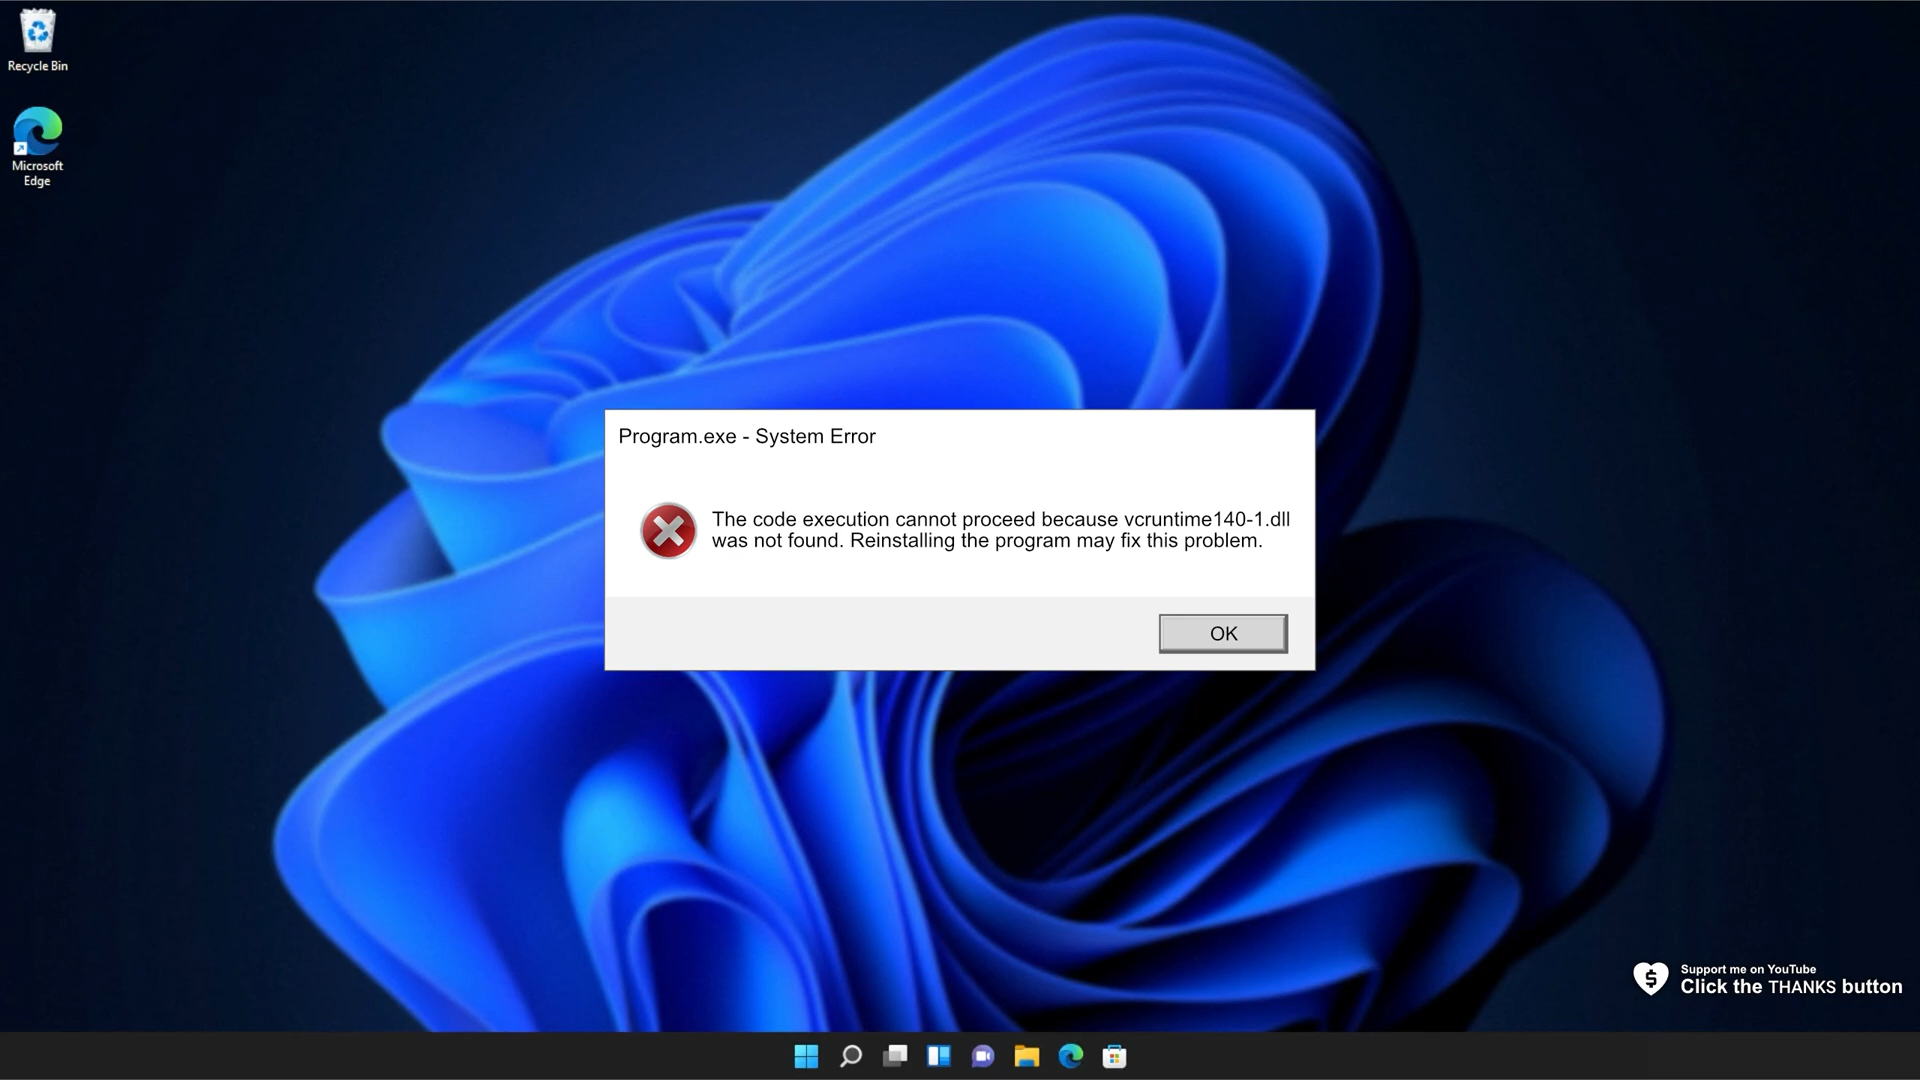 Recycle Bin
Microsoft
Edge
Program.exe - System Error
The code execution cannot proceed because vcruntime140-1.dll
was not found. Reinstalling the program may fix this problem.
OK
$
Support me on YouTube
Click the THANKS button